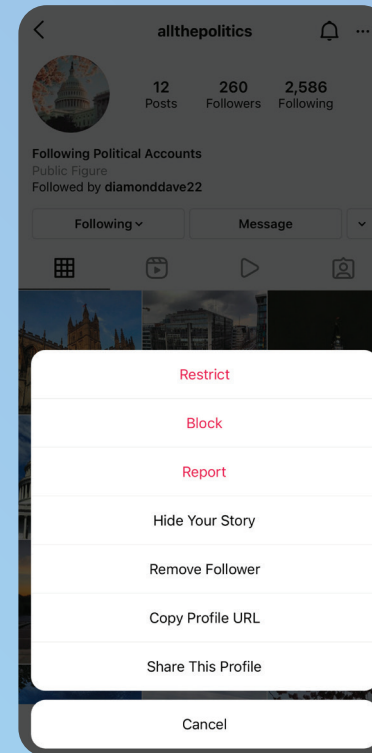 allthepolitics
12 260 2,586
Posts Followers Following
Following Political Accounts
Public Figure
Followed by diamonddave22
Following Message
Restrict
Block
Report
Hide Your Story
Remove Follower
Copy Profile URL
Share This Profile
Cancel